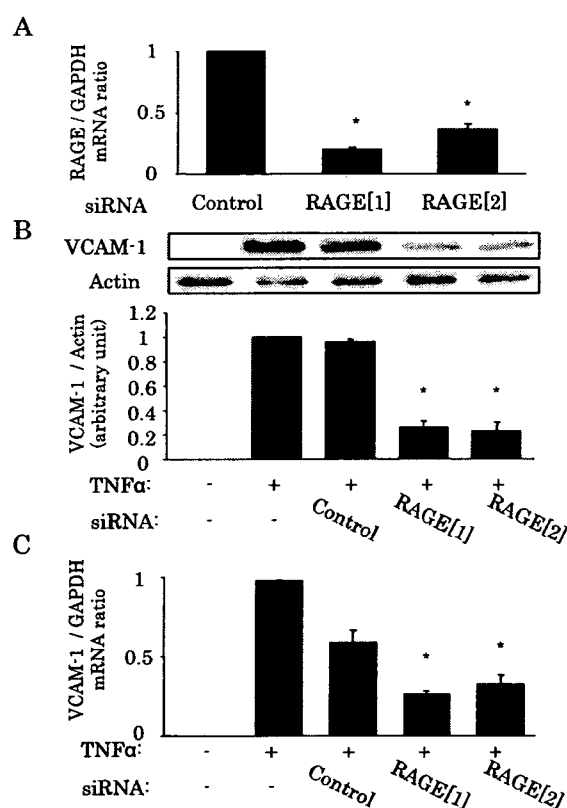 A
RAGE / GAPDH
mRNA ratio
1
0.5
0
*
*
siRNA Control RAGE[1] RAGE[2]
B
VCAM-1
Actin
VCAM-1 / Actin
(arbitrary unit)
1.2
1
0.8
0.6
0.4
0.2
0
*
*
TNFα: - + + + +
siRNA: - - Control RAGE[1] RAGE[2]
C
VCAM-1 / GAPDH
mRNA ratio
1
0.5
0
*
*
TNFα: - + + + +
siRNA: - - Control RAGE[1] RAGE[2]